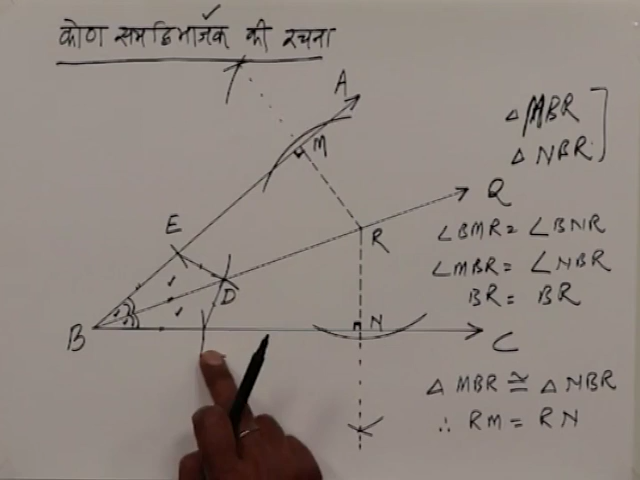 कोण समद्विभाजक की रचना
A
M
△ MBR
△ NBR
Q
E
R
∠BMR = ∠BNR
∠MBR = ∠NBR
D
BR = BR
B
N
C
△ MBR ≅ △ NBR
∴ RM = RN